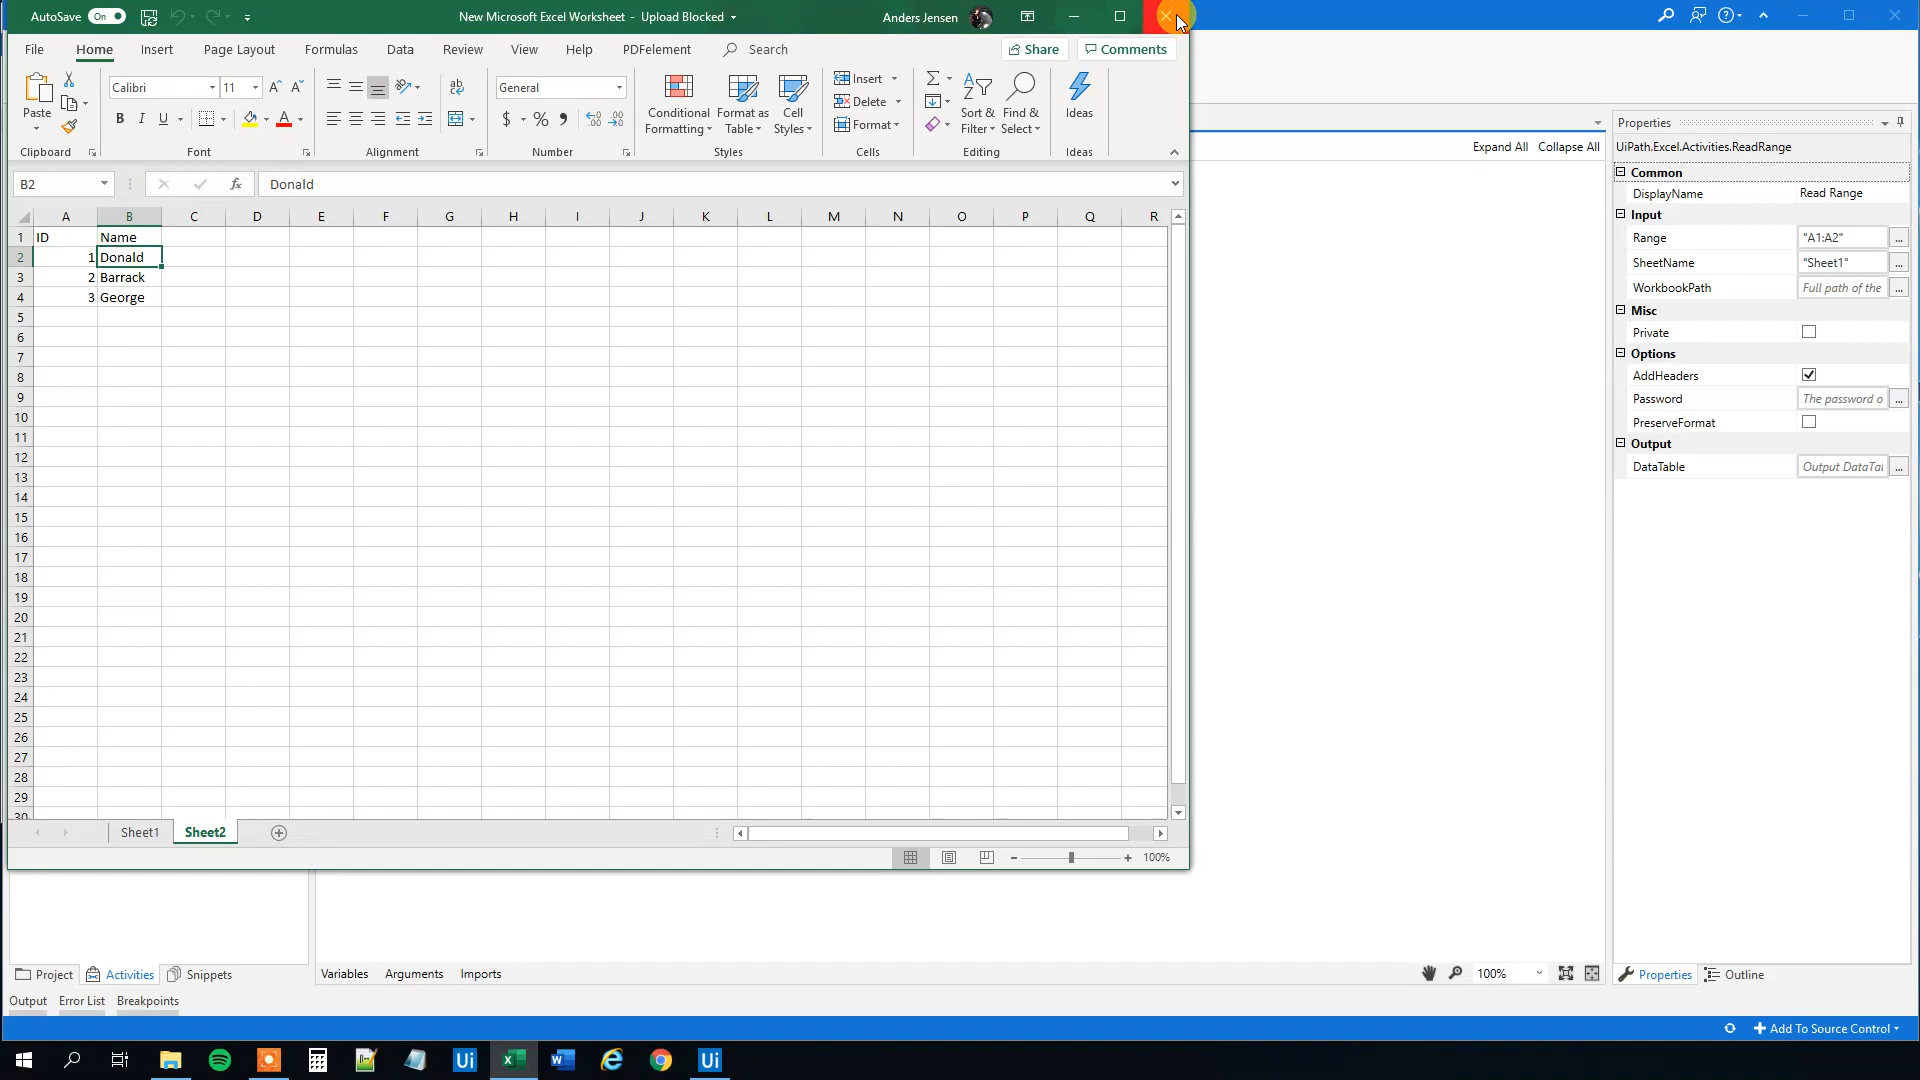 AutoSave On New Microsoft Excel Worksheet - Upload Blocked Anders Jensen
File Home Insert Page Layout Formulas Data Review View Help PDFelement Search Share Comments
Paste
Clipboard
Calibri 11
B I U
Font
Alignment
General
$ % ,
Number
Conditional Formatting
Format as Table
Cell Styles
Styles
Insert
Delete
Format
Cells
Sort & Filter
Find & Select
Editing
Ideas
Ideas
B2 fx Donald
A B C D E F G H I J K L M N O P Q R
1 ID Name
2 1 Donald
3 2 Barrack
4 3 George
5
6
7
8
9
10
11
12
13
14
15
16
17
18
19
20
21
22
23
24
25
26
27
28
29
30
Sheet1 Sheet2
100%
Expand All Collapse All
Properties
UiPath.Excel.Activities.ReadRange
Common
DisplayName Read Range
Input
Range "A1:A2" ...
SheetName "Sheet1" ...
WorkbookPath Full path of the ...
Misc
Private
Options
AddHeaders
Password The password o ...
PreserveFormat
Output
DataTable Output DataTal ...
Project Activities Snippets
Variables Arguments Imports
100%
Properties Outline
Output Error List Breakpoints
Add To Source Control
Ui
Ui